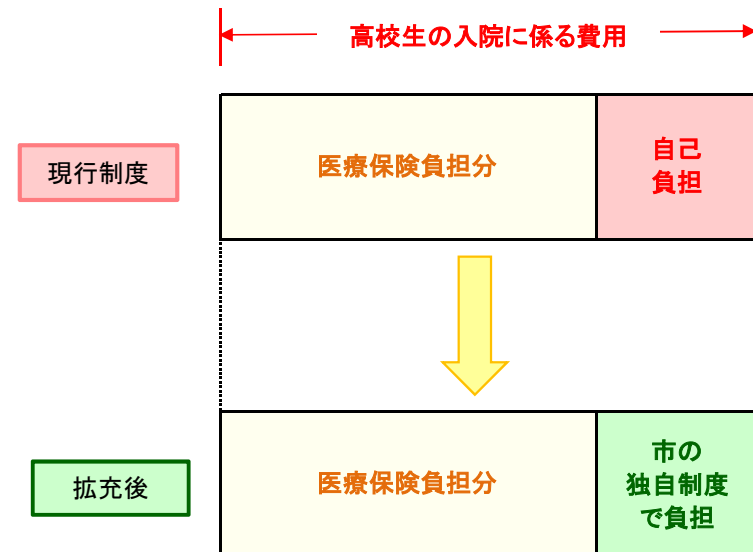 高校生の入院に係る費用
現行制度
医療保険負担分
自己
負担
拡充後
医療保険負担分
市の
独自制度
で負担